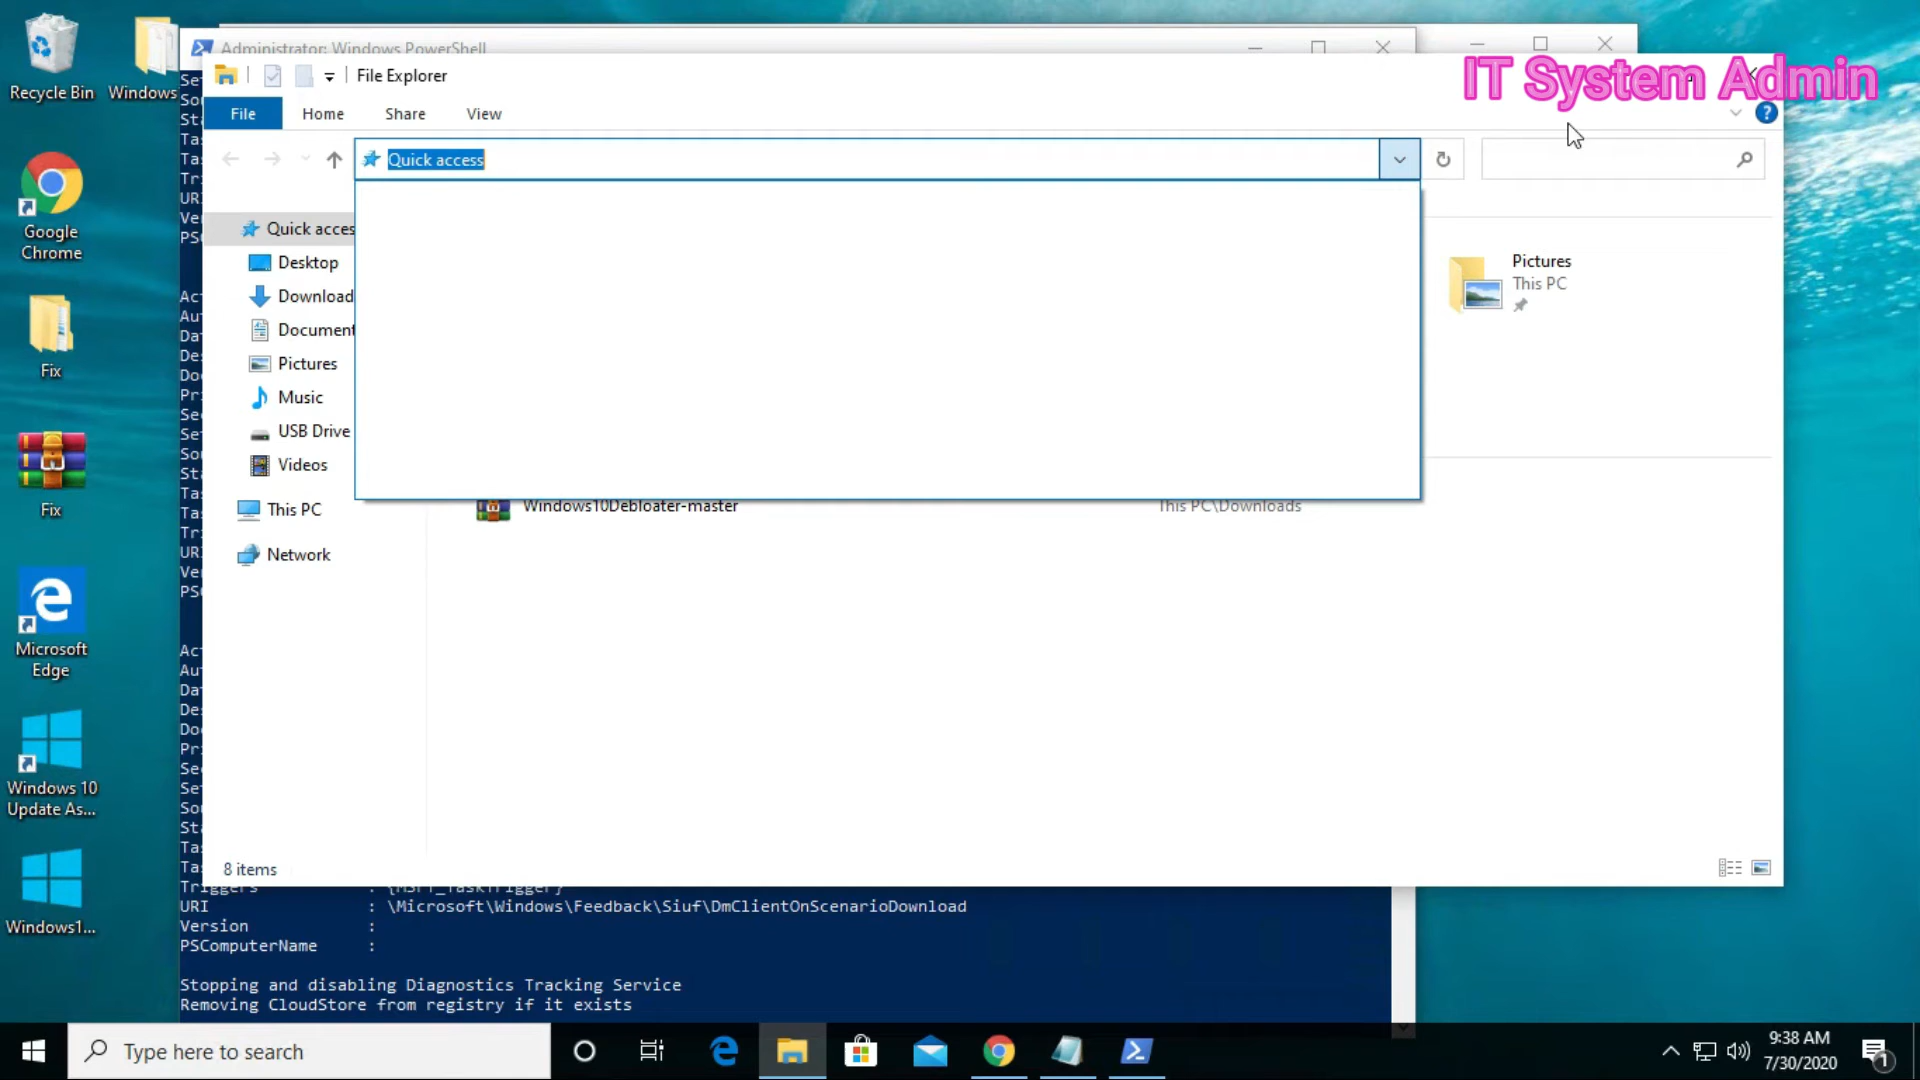 Recycle Bin
Windows
Google
Chrome
Fix
Fix
Microsoft
Edge
Windows 10
Update As...
Windows1...
Administrator: Windows PowerShell
IT System Admin
File Explorer
File
Home
Share
View
Quick access
Quick acces
Desktop
Download
Document
Pictures
Music
USB Drive
Videos
This PC
Network
Pictures
This PC
Windows10Debloater-master
This PC\Downloads
8 items
Triggers : {MSFT_TaskTrigger}
URI : \Microsoft\Windows\Feedback\Siuf\DmClientOnScenarioDownload
Version :
PSComputerName :
Stopping and disabling Diagnostics Tracking Service
Removing CloudStore from registry if it exists
Type here to search
9:38 AM
7/30/2020
1